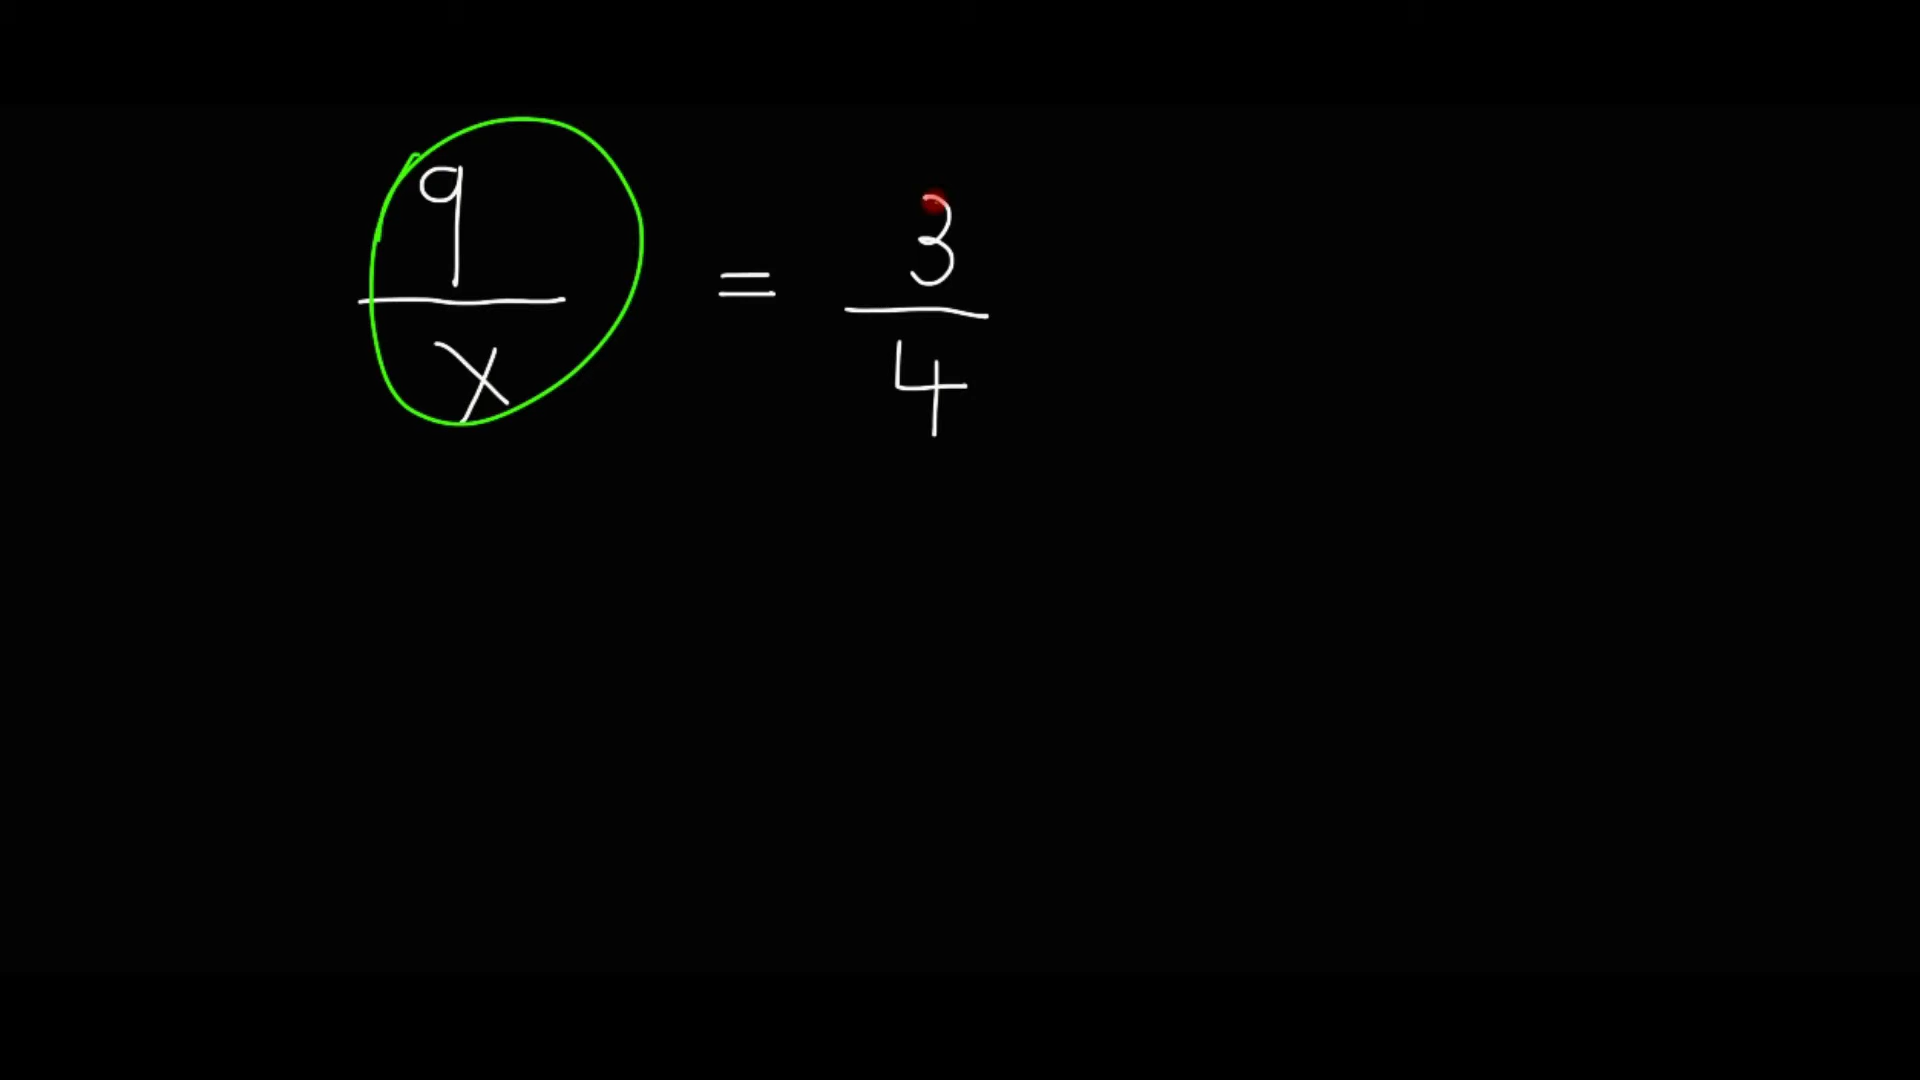 9/x = 3/4